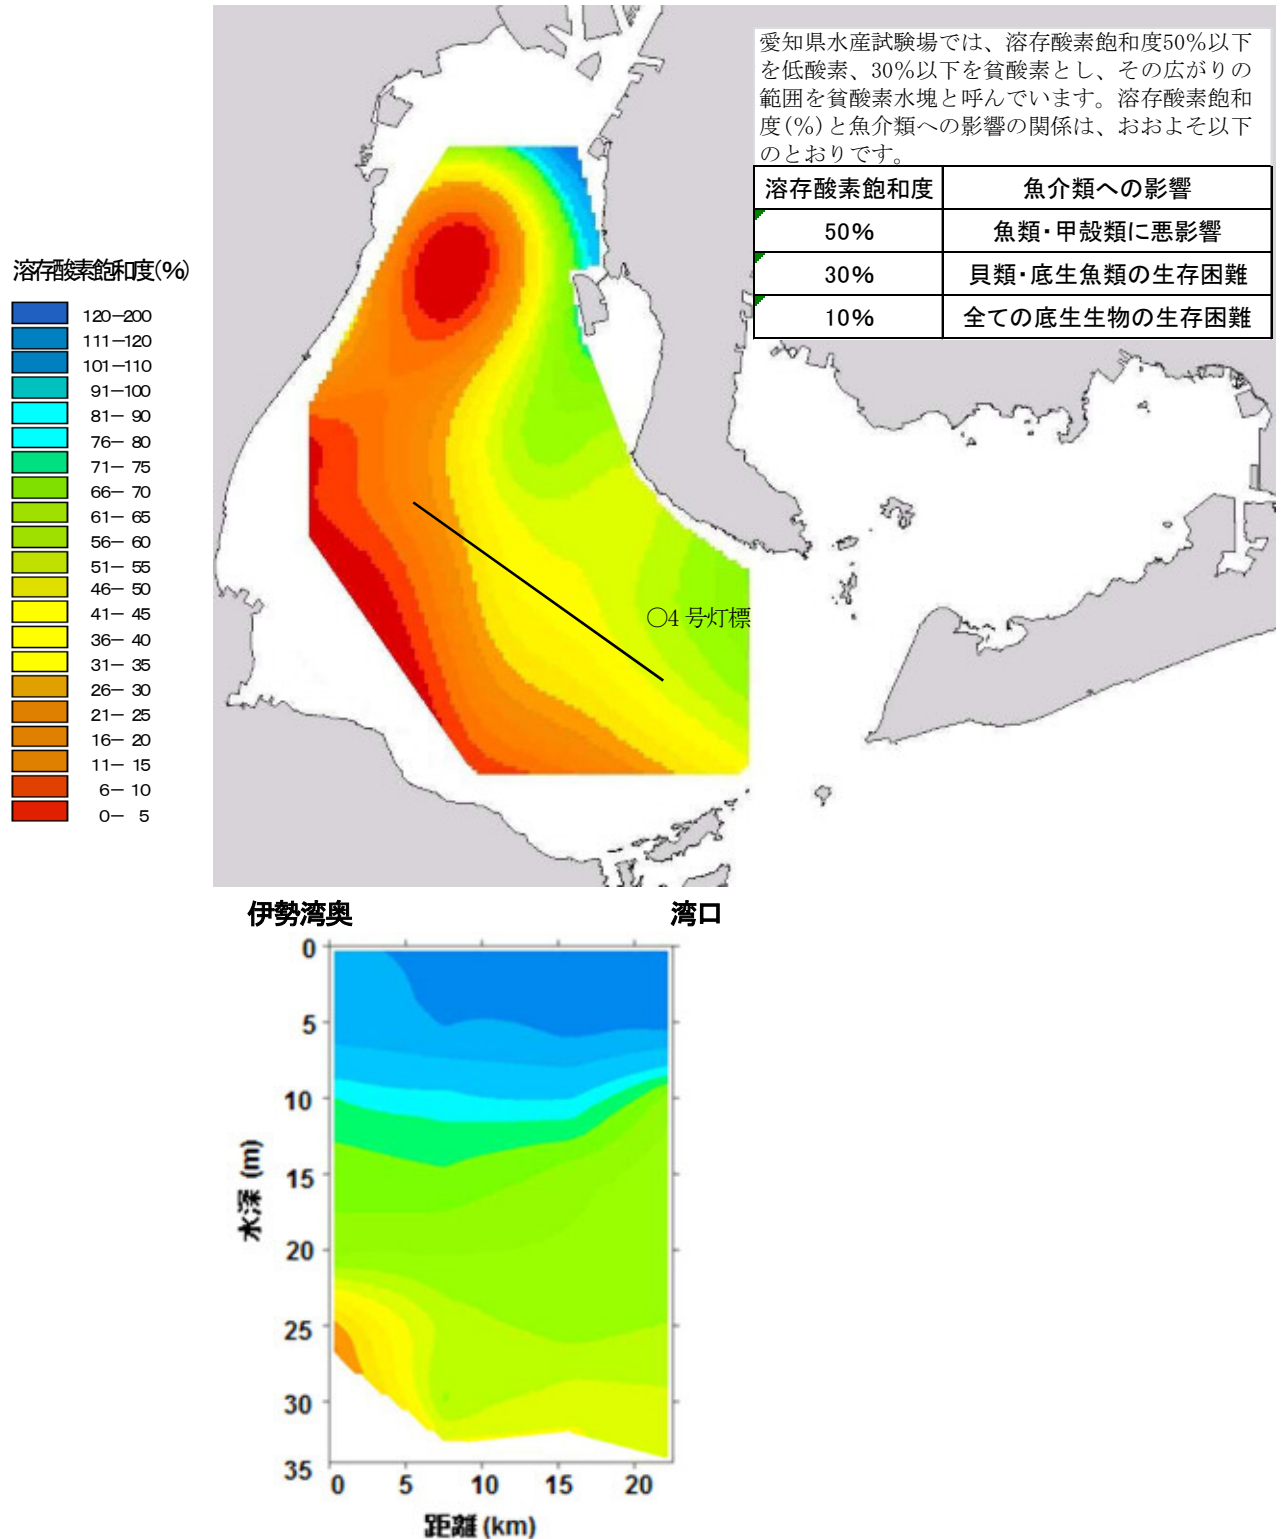 愛知県水産試験場では、溶存酸素飽和度50%以下
を低酸素、30%以下を貧酸素とし、その広がりの
範囲を貧酸素水塊と呼んでいます。溶存酸素飽和
度(%)と魚介類への影響の関係は、おおよそ以下
のとおりです。
溶存酸素飽和度 魚介類への影響
50% 魚類・甲殻類に悪影響
30% 貝類・底生魚類の生存困難
10% 全ての底生生物の生存困難
溶存酸素飽和度(%)
120-200
111-120
101-110
91-100
81- 90
76- 80
71- 75
66- 70
61- 65
56- 60
51- 55
46- 50
41- 45
36- 40
31- 35
26- 30
21- 25
16- 20
11- 15
6- 10
0- 5
○4 号灯標
伊勢湾奥 湾口
0
5
10
15
20
25
30
35
水深 (m)
0 5 10 15 20
距離 (km)